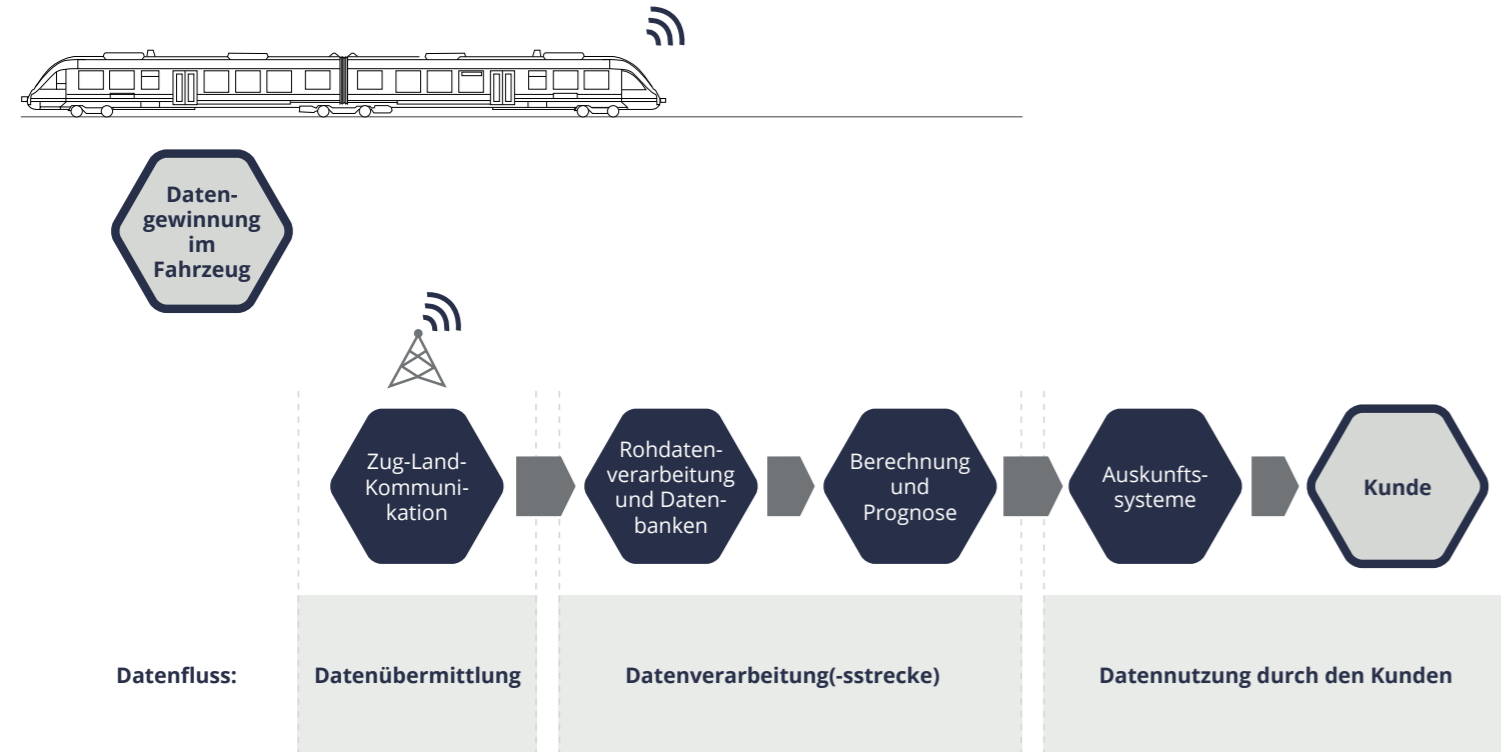 Daten-
gewinnung
im
Fahrzeug
Zug-Land-
Kommuni-
kation
Rohdaten-
verarbeitung
und Daten-
banken
Berechnung
und
Prognose
Auskunfts-
systeme
Kunde
Datenfluss:
Datenübermittlung
Datenverarbeitung(-sstrecke)
Datennutzung durch den Kunden